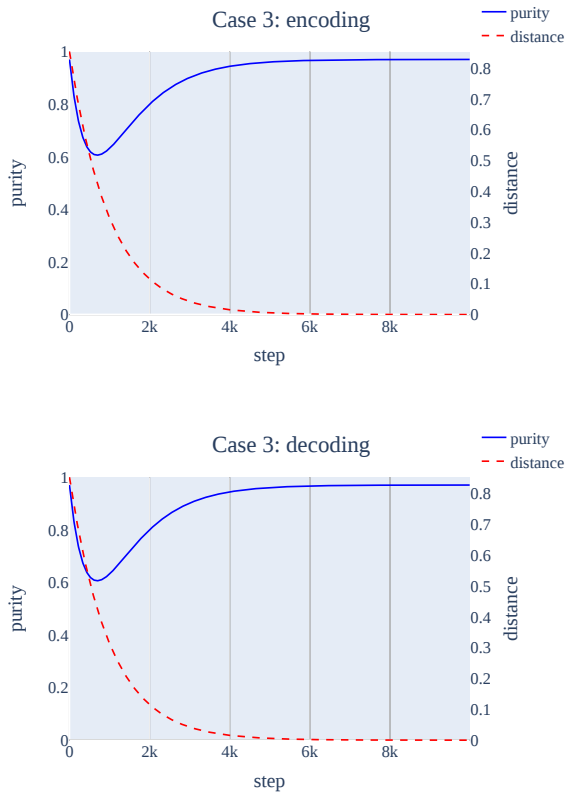 Case 3: encoding
purity
distance
1
0.8
0.6
0.4
0.2
0
purity
0.8
0.7
0.6
0.5
0.4
0.3
0.2
0.1
0
distance
0
2k
4k
6k
8k
step
Case 3: decoding
purity
distance
1
0.8
0.6
0.4
0.2
0
purity
0.8
0.7
0.6
0.5
0.4
0.3
0.2
0.1
0
distance
0
2k
4k
6k
8k
step